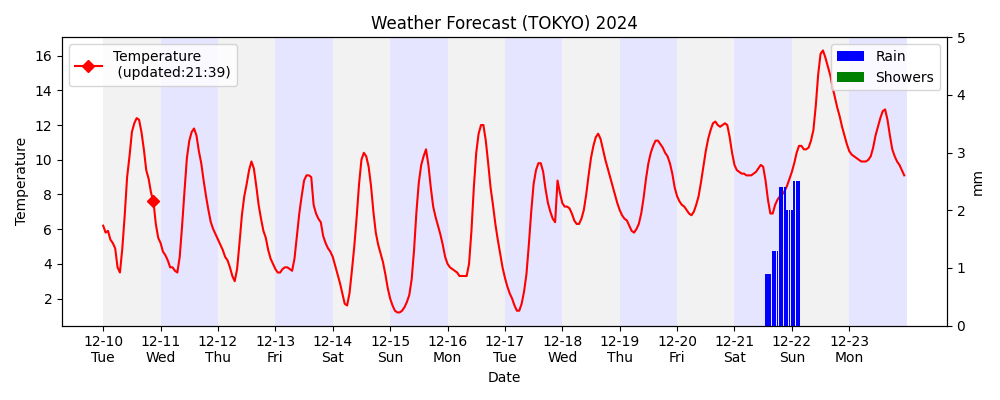 Weather Forecast (TOKYO) 2024
Temperature
(updated:21:39)
Rain
Showers
Temperature
16
14
12
10
8
6
4
2
5
4
3
2
1
0
mm
12-10 12-11 12-12 12-13 12-14 12-15 12-16 12-17 12-18 12-19 12-20 12-21 12-22 12-23
Tue Wed Thu Fri Sat Sun Mon Tue Wed Thu Fri Sat Sun Mon
Date